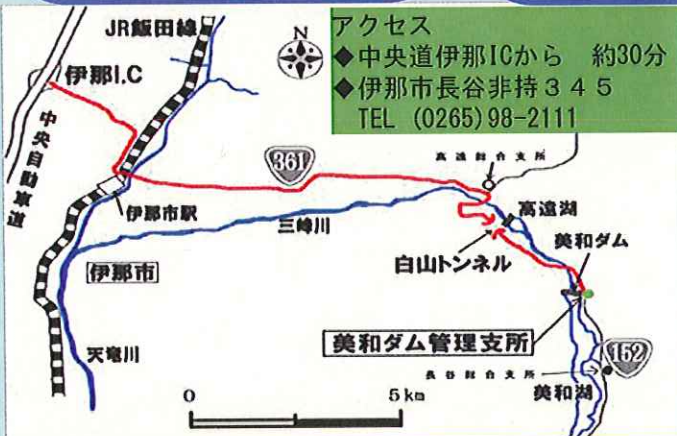 アクセス
◆中央道伊那ICから 約30分
◆伊那市長谷非持３４５
TEL (0265)98-2111
JR飯田線
N
伊那I.C
中央自動車道
361
高遠総合支所
伊那市駅
三峰川
高遠湖
美和ダム
白山トンネル
伊那市
美和ダム管理支所
天竜川
152
長谷総合支所
美和湖
0
5km